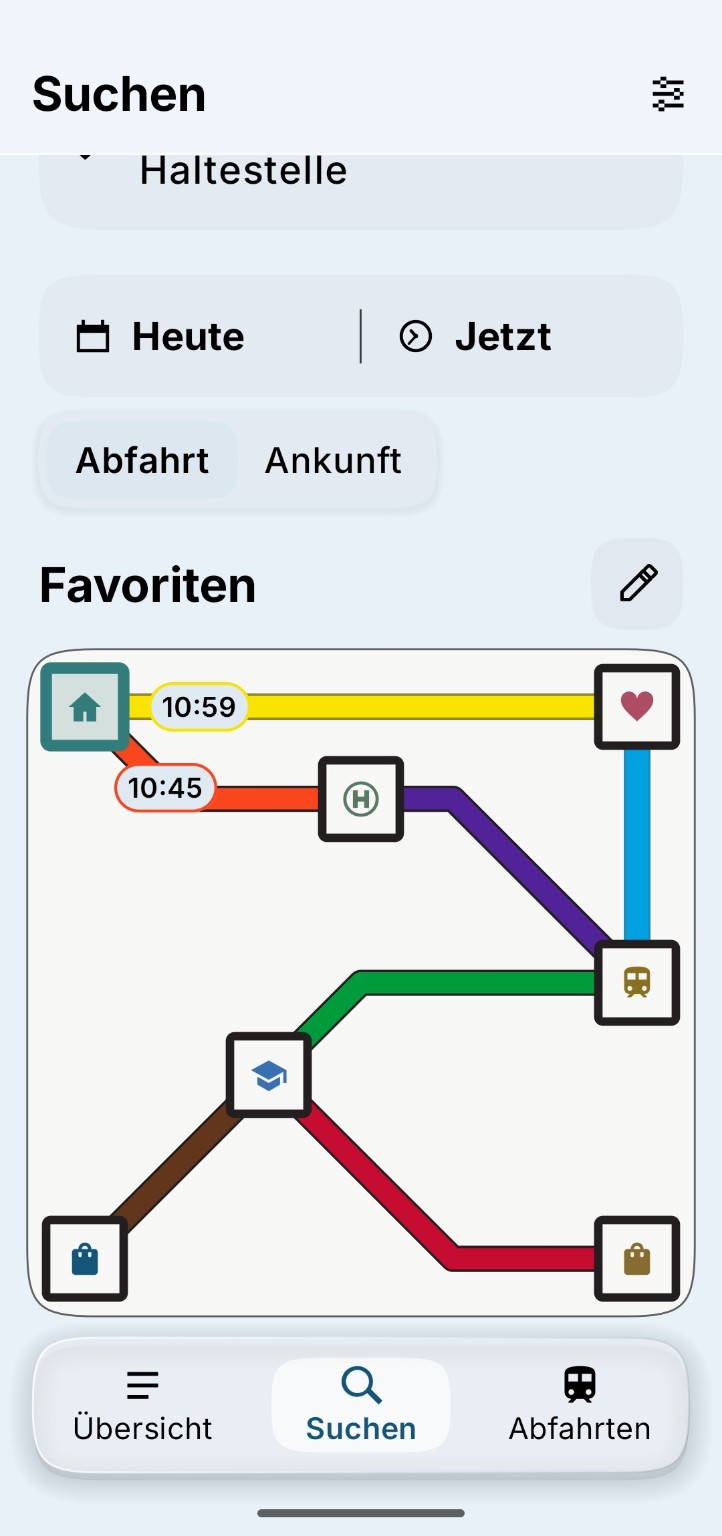 Suchen
Haltestelle
Heute
Jetzt
Abfahrt
Ankunft
Favoriten
10:59
10:45
H
Übersicht
Suchen
Abfahrten